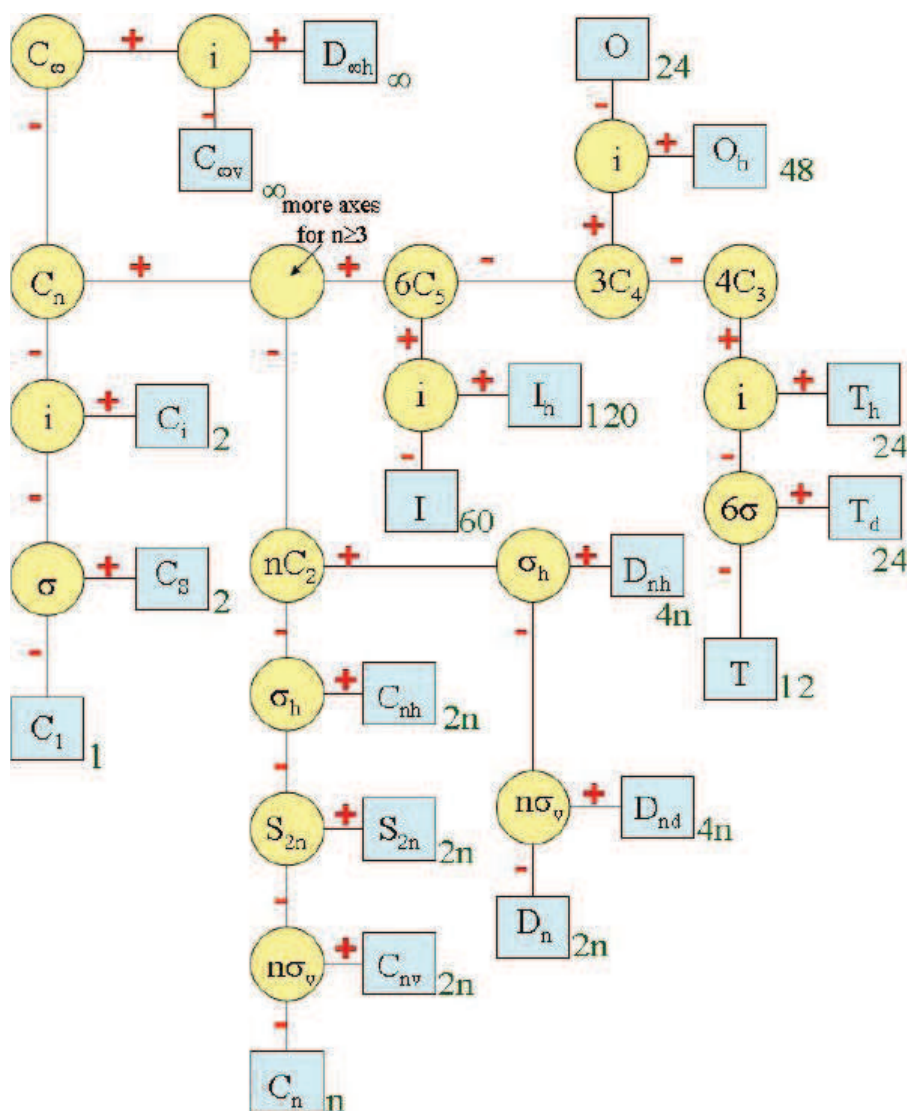 C∞ + i + D∞h ∞
-
-
C∞v ∞
O 24
-
i + Oh 48
+
more axes
for n≥3
Cn + + 6C5 - 3C4 - 4C3
-
-
+
+
i + Ci 2
i + Ih 120
i + Th 24
-
-
-
I 60
6σ + Td 24
σ + Cs 2
nC2 + σh + Dnh 4n
-
-
-
-
C1 1
σh + Cnh 2n
T 12
-
S2n + S2n 2n
nσv + Dnd 4n
-
-
Dn 2n
nσv + Cnv 2n
-
Cn n